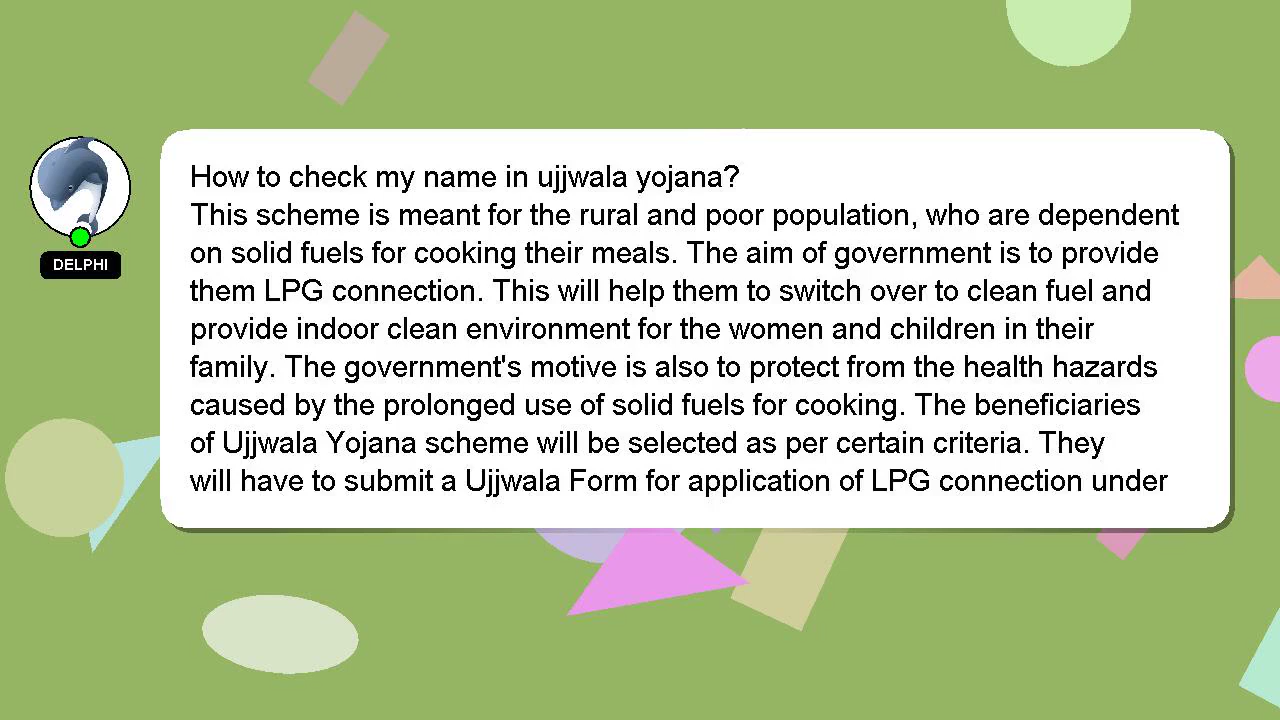 How to check my name in ujjwala yojana?
This scheme is meant for the rural and poor population, who are dependent
on solid fuels for cooking their meals. The aim of government is to provide
them LPG connection. This will help them to switch over to clean fuel and
provide indoor clean environment for the women and children in their
family. The government's motive is also to protect from the health hazards
caused by the prolonged use of solid fuels for cooking. The beneficiaries
of Ujjwala Yojana scheme will be selected as per certain criteria. They
will have to submit a Ujjwala Form for application of LPG connection under
DELPHI